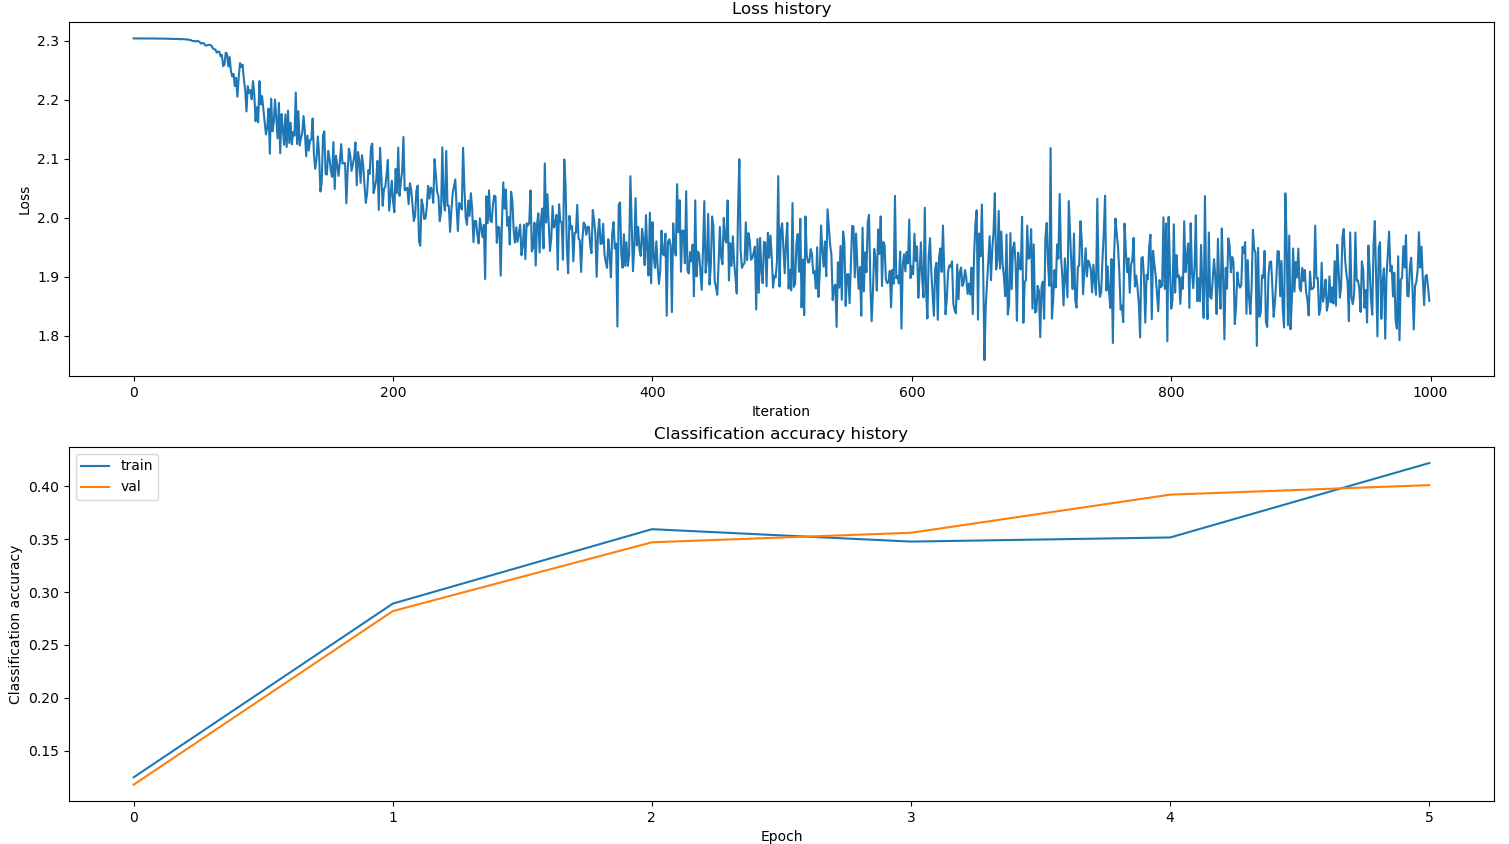 Loss history
2.3
2.2
2.1
2.0
1.9
1.8
Loss
0 200 400 600 800 1000
Iteration
Classification accuracy history
train
val
0.40
0.35
0.30
0.25
0.20
0.15
Classification accuracy
0 1 2 3 4 5
Epoch